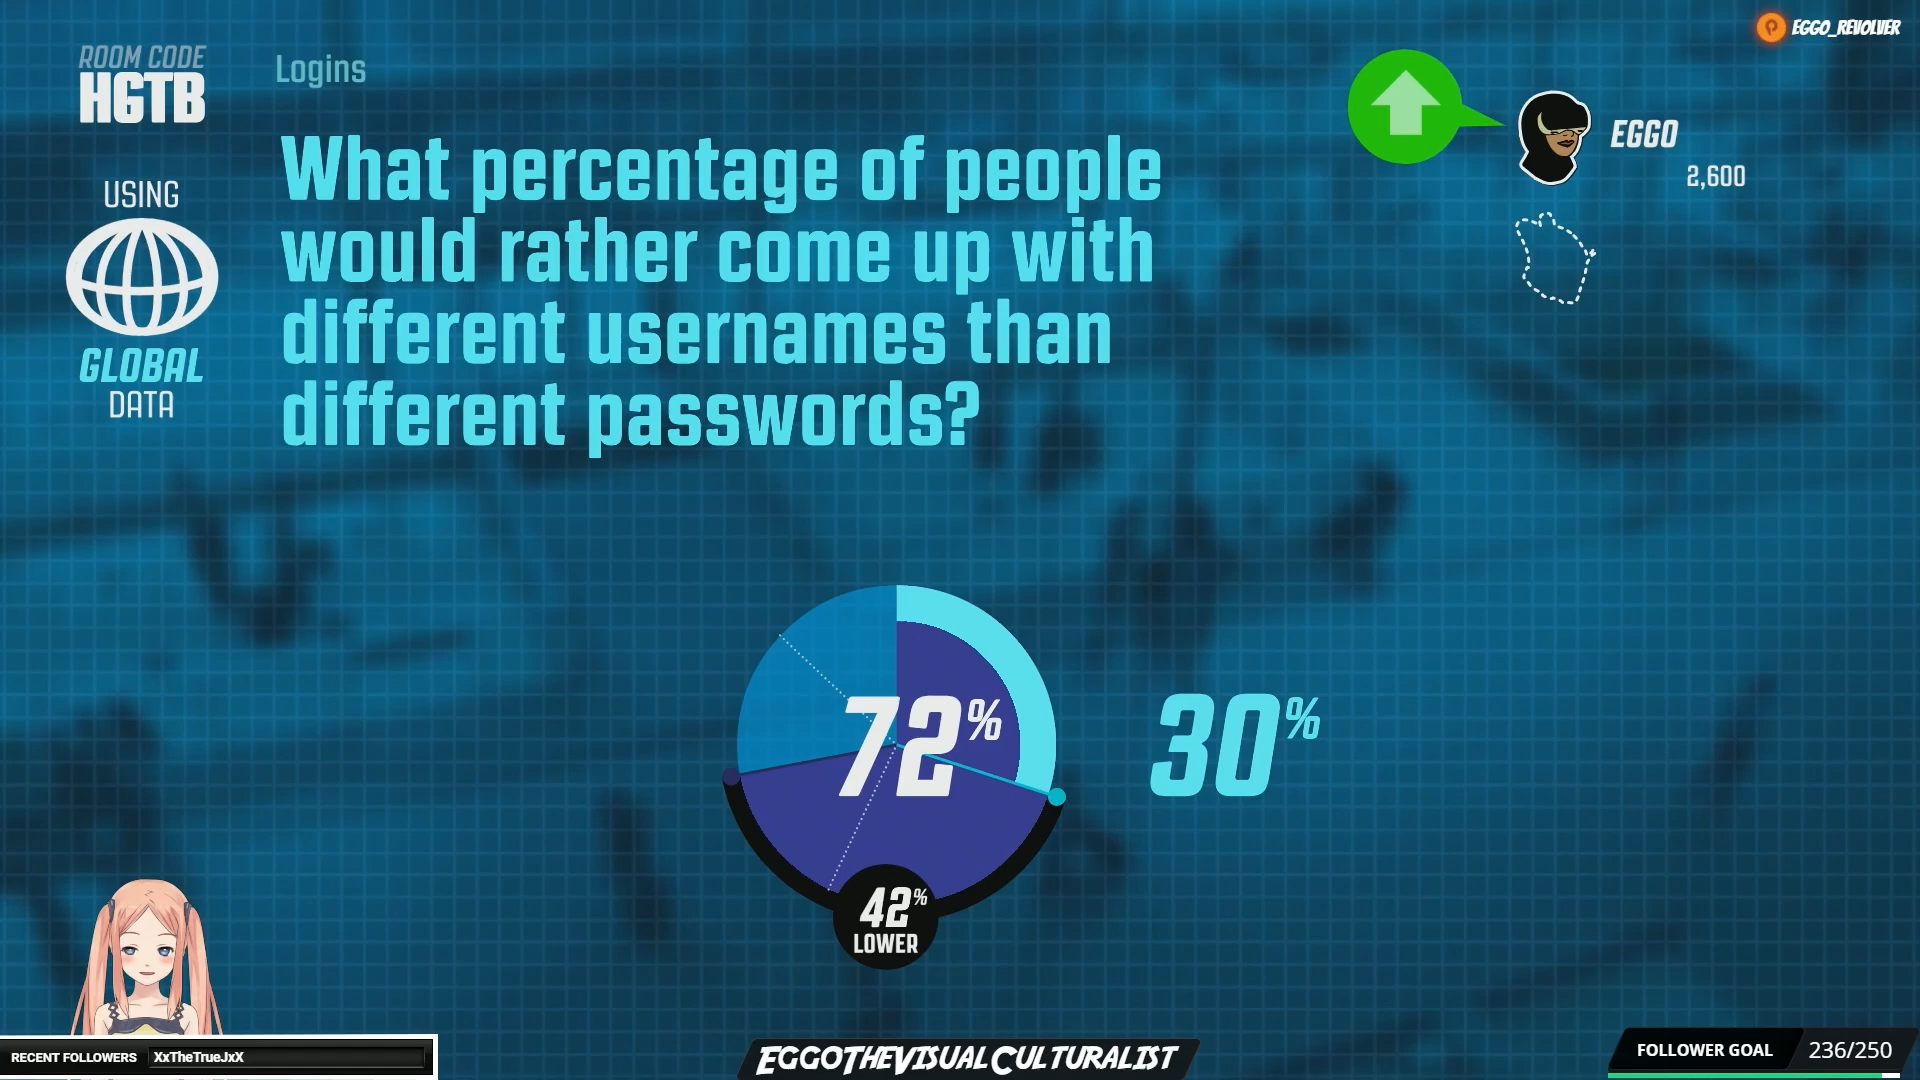 ROOM CODE
HGTB
USING
GLOBAL
DATA
Logins
What percentage of people
would rather come up with
different usernames than
different passwords?
EGGO_REVOLVER
EGGO
2,600
72%
30%
42%
LOWER
RECENT FOLLOWERS XxTheTrueJxX
EGGOTHEVISUALCULTURALIST
FOLLOWER GOAL 236/250